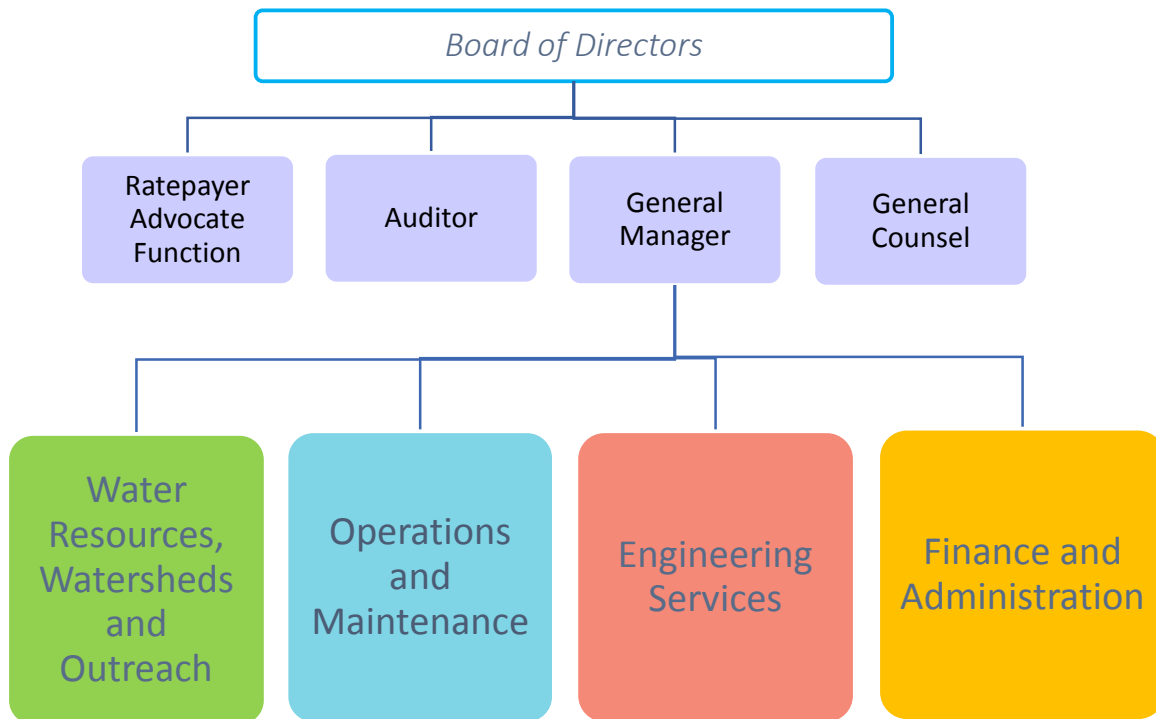 Board of Directors
Ratepayer
Advocate
Function
Auditor
General
Manager
General
Counsel
Water
Resources,
Watersheds
and
Outreach
Operations
and
Maintenance
Engineering
Services
Finance and
Administration